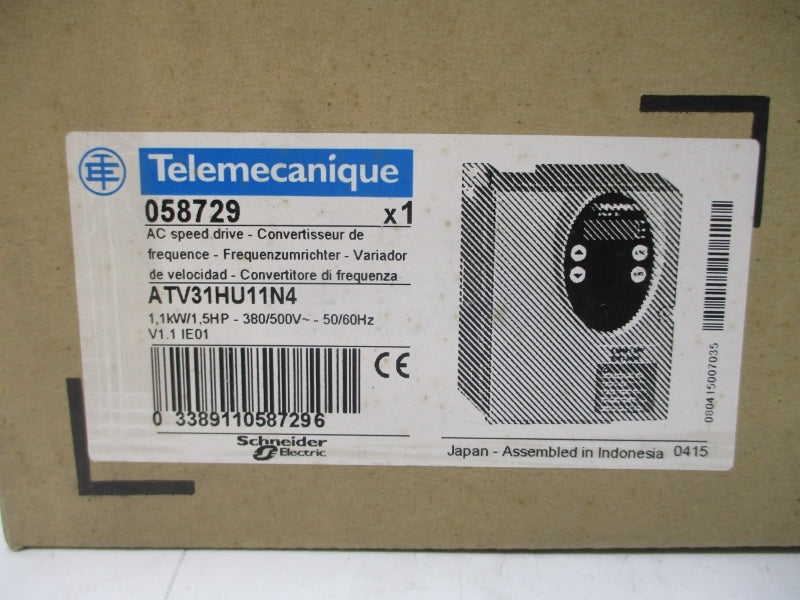 Telemecanique
058729 x1
AC speed drive - Convertisseur de
frequence - Frequenzumrichter - Variador
de velocidad - Convertitore di frequenza
ATV31HU11N4
1,1kW/1,5HP - 380/500V~ - 50/60Hz
V1.1 IE01
CE
0 3389110587296
Schneider
Electric
080415007035
Japan - Assembled in Indonesia 0415